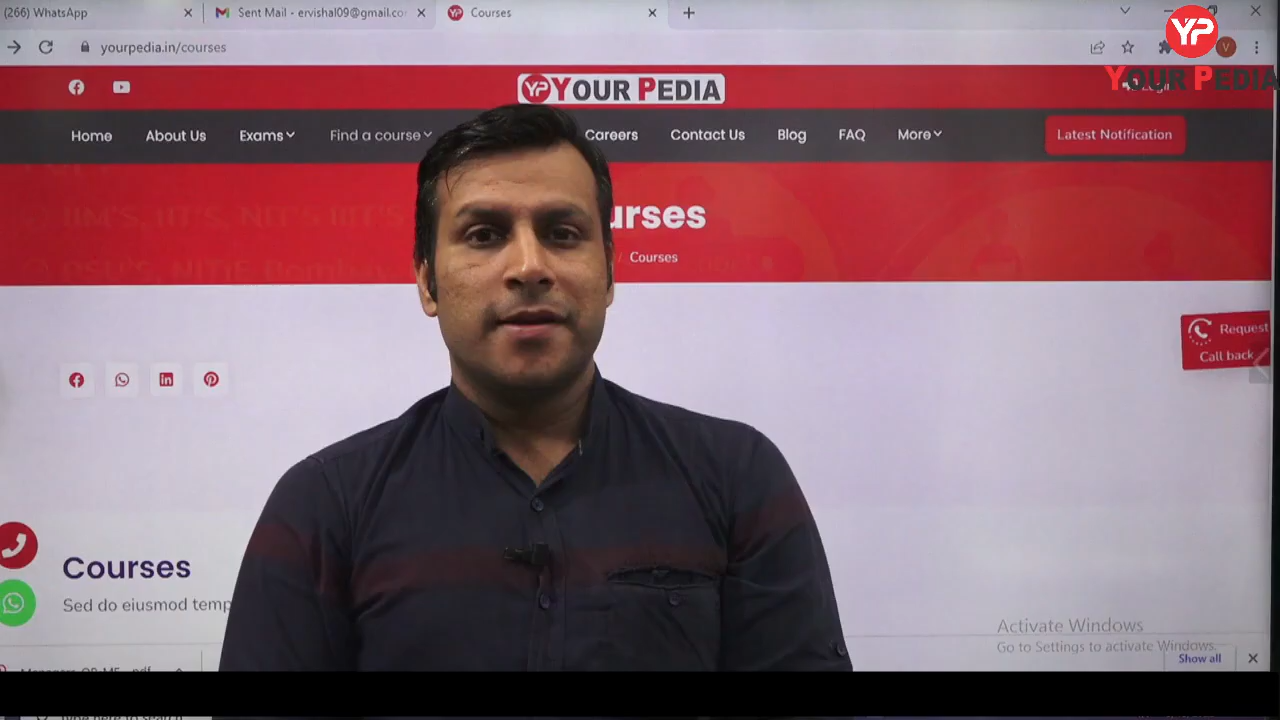 (266) WhatsApp
Sent Mail - ervishal09@gmail.co
Courses
yourpedia.in/courses
V
YP
YOUR PEDIA
YP YOUR PEDIA
Home
About Us
Exams
Find a course
Careers
Contact Us
Blog
FAQ
More
Latest Notification
urses
/ Courses
Request
Call back
Courses
Sed do eiusmod temp
Activate Windows
Go to Settings to activate Windows.
Show all